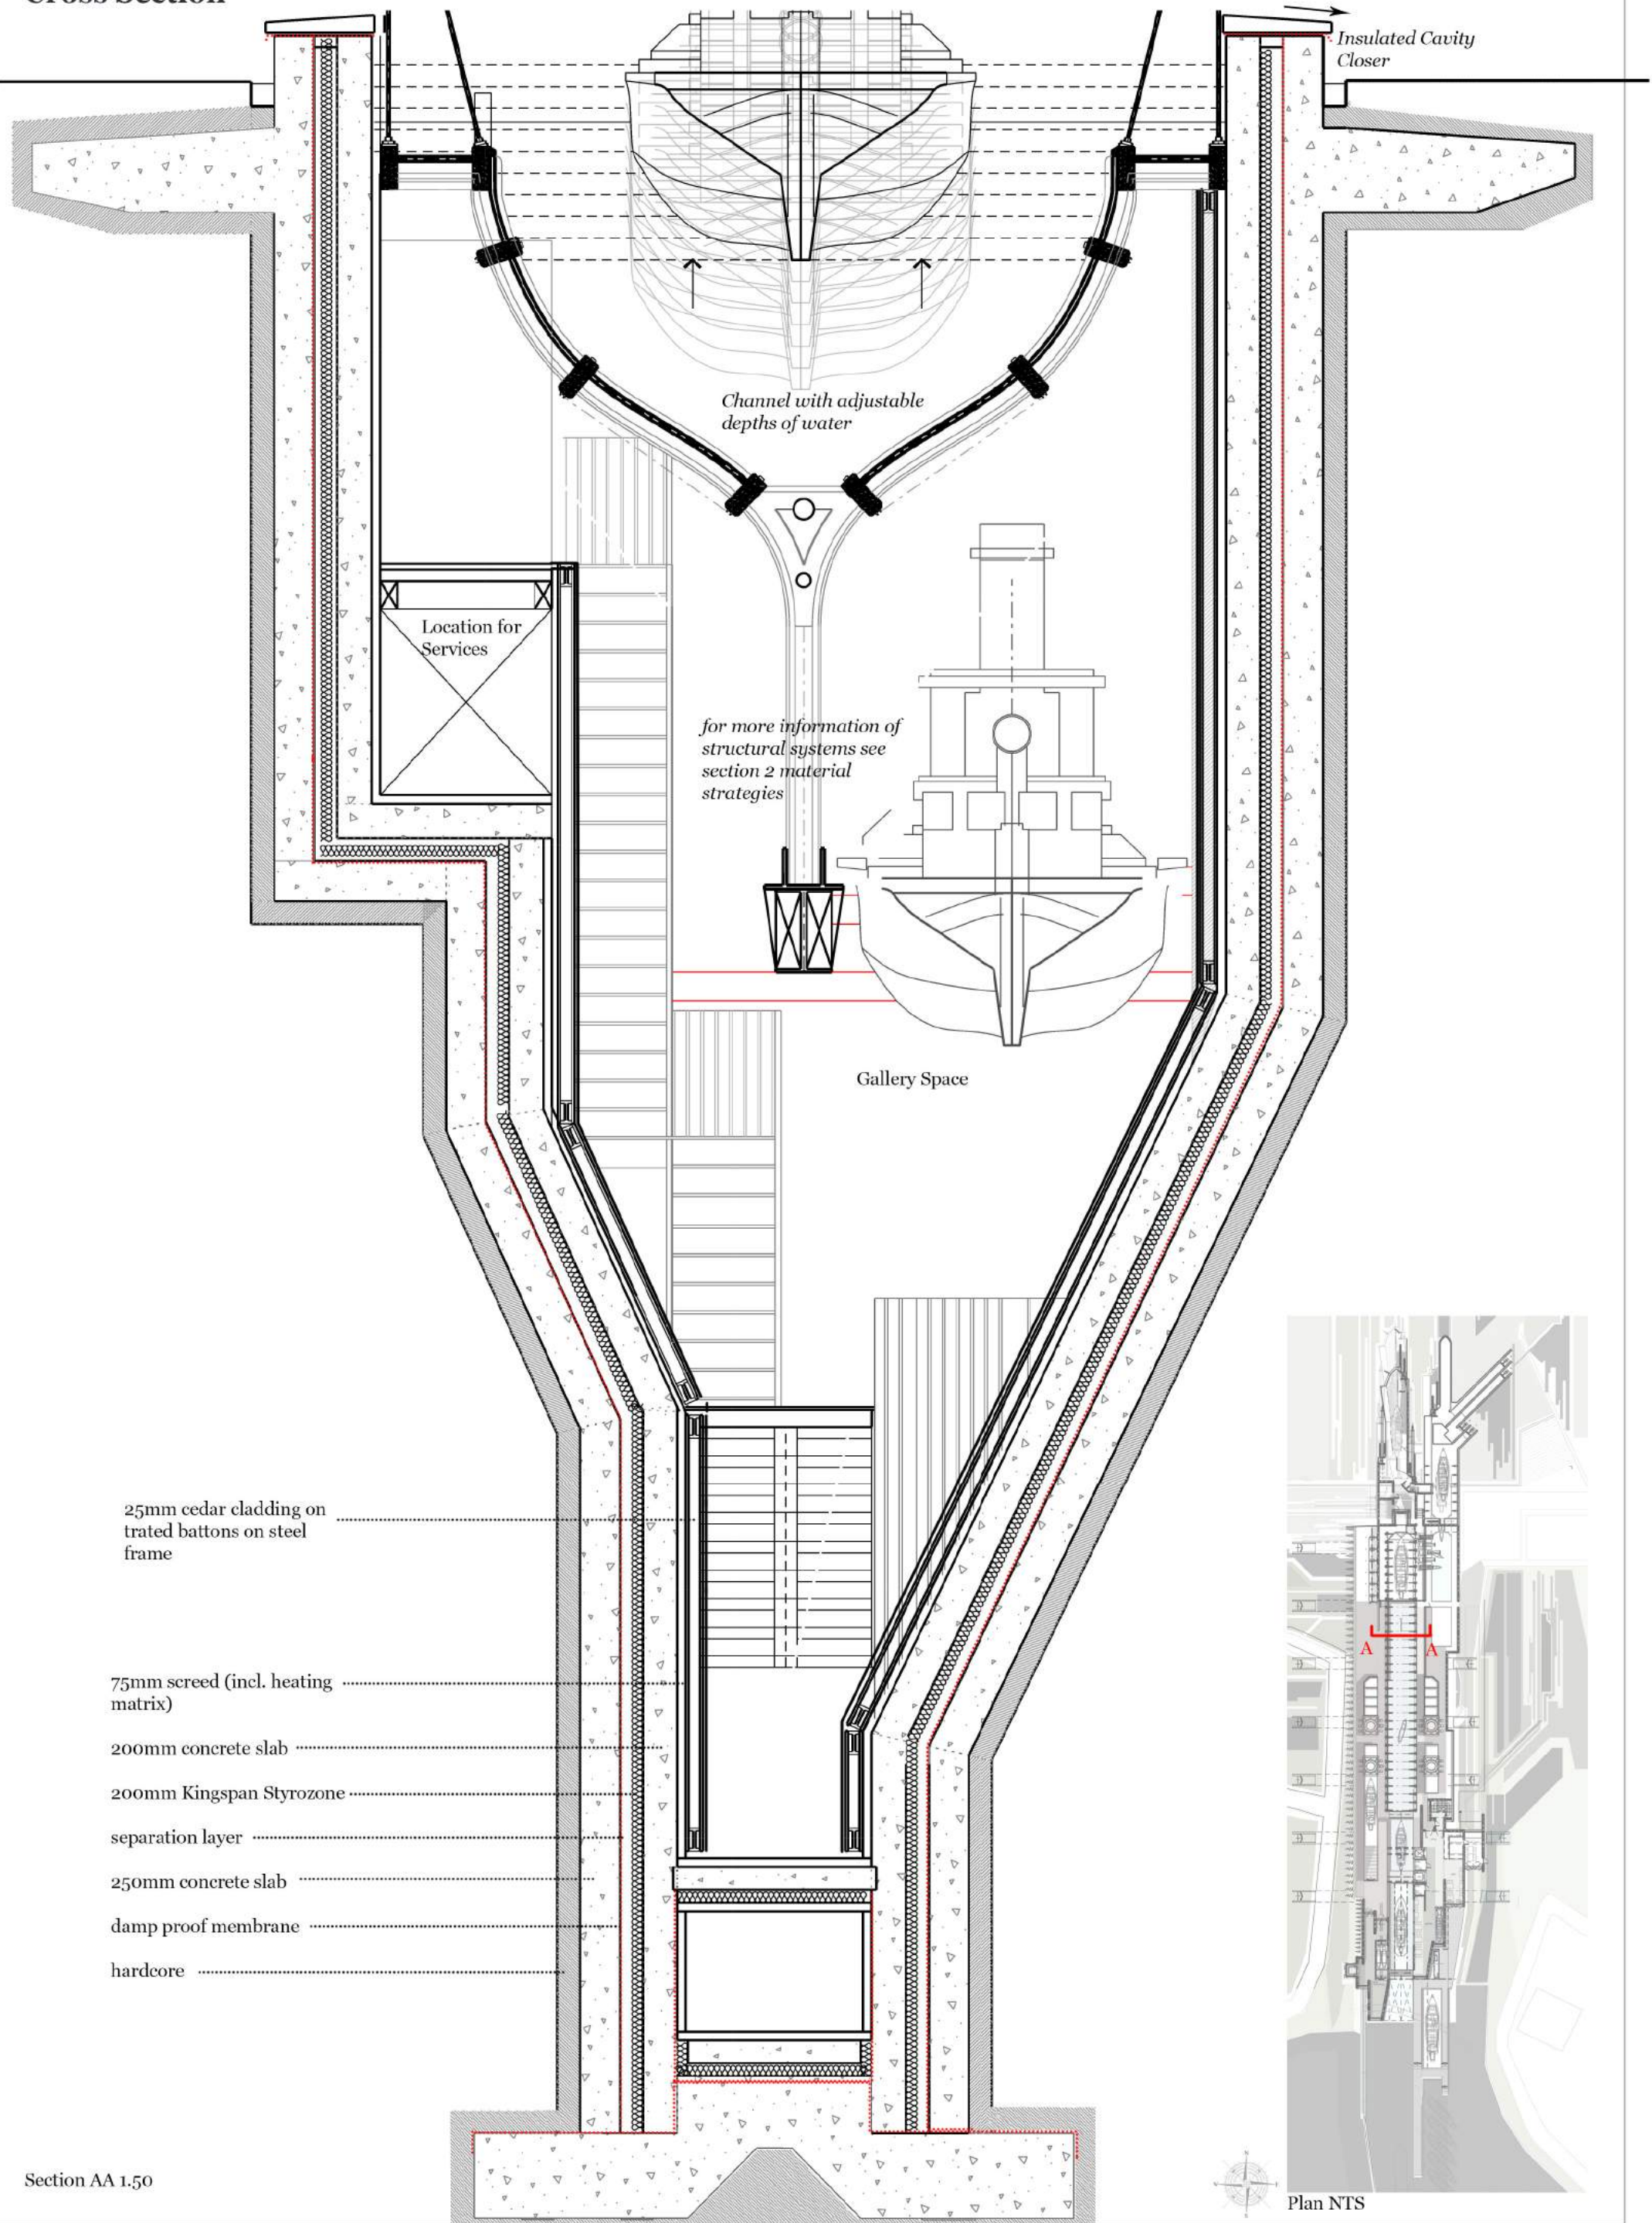 Cross Section
Insulated Cavity
Closer
Channel with adjustable
depths of water
Location for
Services
for more information of
structural systems see
section 2 material
strategies
Gallery Space
25mm cedar cladding on
trated battons on steel
frame
75mm screed (incl. heating
matrix)
200mm concrete slab
200mm Kingspan Styrozone
separation layer
250mm concrete slab
damp proof membrane
hardcore
A
A
Section AA 1.50
Plan NTS